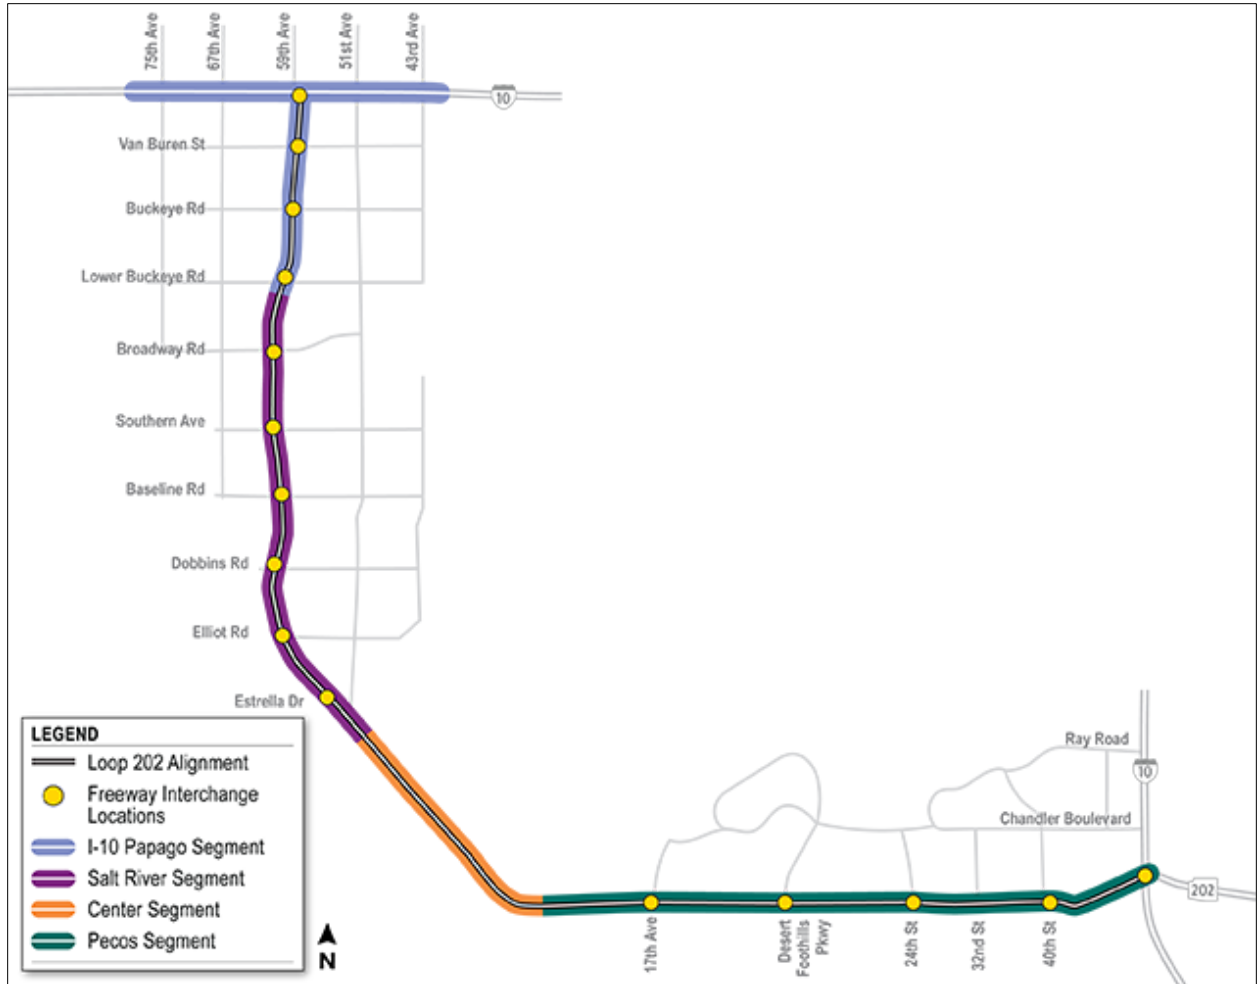 75th Ave
67th Ave
59th Ave
51st Ave
43rd Ave
10
Van Buren St
Buckeye Rd
Lower Buckeye Rd
Broadway Rd
Southern Ave
Baseline Rd
Dobbins Rd
Elliot Rd
Estrella Dr
LEGEND
Loop 202 Alignment
Freeway Interchange
Locations
I-10 Papago Segment
Salt River Segment
Center Segment
Pecos Segment
N
Ray Road
10
Chandler Boulevard
202
17th Ave
Desert
Foothills
Pkwy
24th St
32nd St
40th St